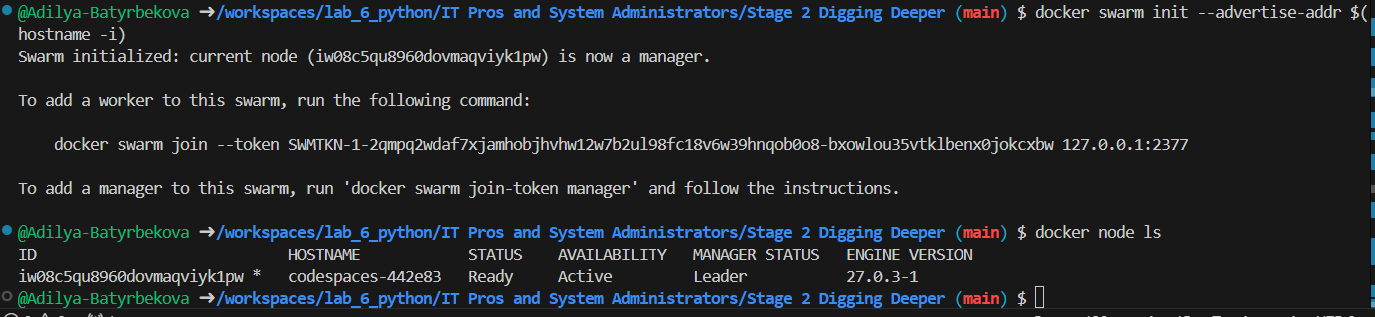 @Adilya-Batyrbekova ➜/workspaces/lab_6_python/IT Pros and System Administrators/Stage 2 Digging Deeper (main) $ docker swarm init --advertise-addr $(
hostname -i)
Swarm initialized: current node (iw08c5qu8960dovmaqviyk1pw) is now a manager.
To add a worker to this swarm, run the following command:
docker swarm join --token SWMTKN-1-2qmpq2wdaf7xjamhobjhvhw12w7b2ul98fc18v6w39hnqob0o8-bxowlou35vtklbenx0jokcxbw 127.0.0.1:2377
To add a manager to this swarm, run 'docker swarm join-token manager' and follow the instructions.
@Adilya-Batyrbekova ➜/workspaces/lab_6_python/IT Pros and System Administrators/Stage 2 Digging Deeper (main) $ docker node ls
ID HOSTNAME STATUS AVAILABILITY MANAGER STATUS ENGINE VERSION
iw08c5qu8960dovmaqviyk1pw * codespaces-442e83 Ready Active Leader 27.0.3-1
@Adilya-Batyrbekova ➜/workspaces/lab_6_python/IT Pros and System Administrators/Stage 2 Digging Deeper (main) $